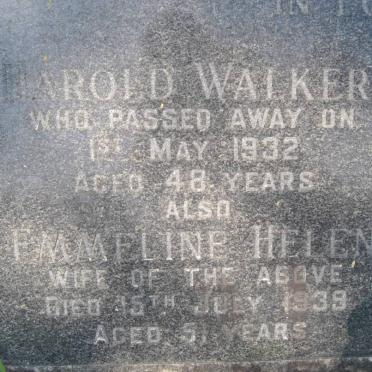 IN
HAROLD WALKER
WHO PASSED AWAY ON
1ST MAY 1932
AGED 48 YEARS
ALSO
EMMELINE HELEN
WIFE OF THE ABOVE
DIED 15TH JULY 1939
AGED 51 YEARS